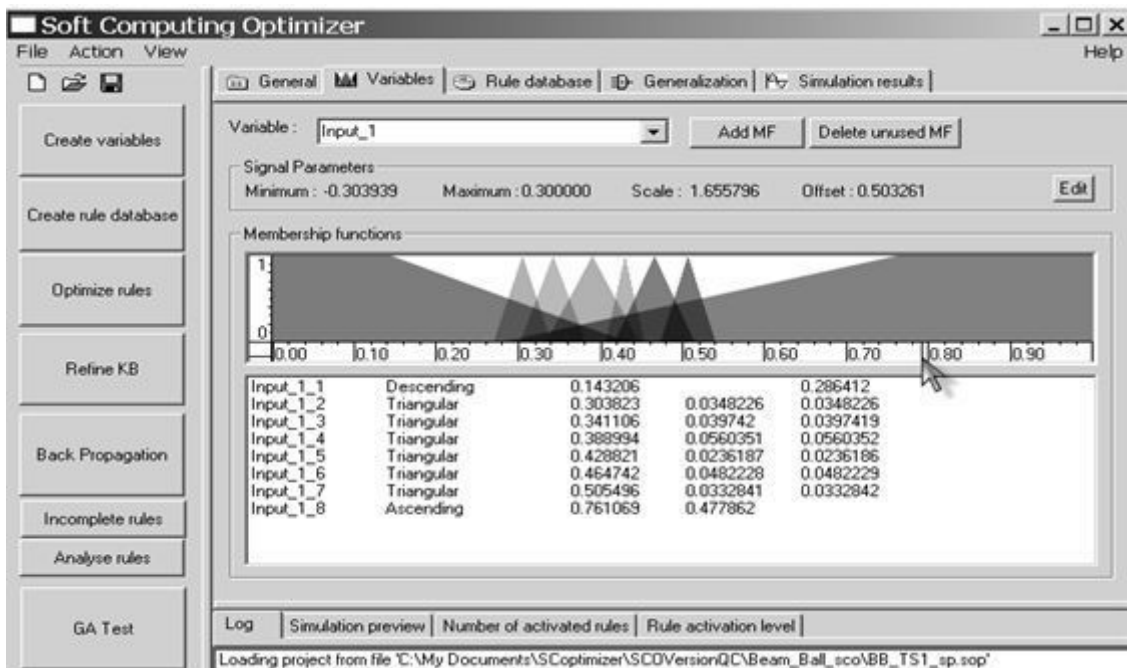 Soft Computing Optimizer
File Action View Help
General Variables Rule database Generalization Simulation results
Create variables
Create rule database
Optimize rules
Refine KB
Back Propagation
Incomplete rules
Analyse rules
GA Test
Variable : Input_1 Add MF Delete unused MF
Signal Parameters
Minimum : -0.303939 Maximum : 0.300000 Scale : 1.655796 Offset : 0.503261 Edit
Membership functions
1
0
0.00 0.10 0.20 0.30 0.40 0.50 0.60 0.70 0.80 0.90
Input_1_1 Descending 0.143206 0.286412
Input_1_2 Triangular 0.303823 0.0348226 0.0348226
Input_1_3 Triangular 0.341106 0.039742 0.0397419
Input_1_4 Triangular 0.388994 0.0560351 0.0560352
Input_1_5 Triangular 0.428821 0.0236187 0.0236186
Input_1_6 Triangular 0.464742 0.0482228 0.0482229
Input_1_7 Triangular 0.505496 0.0332841 0.0332842
Input_1_8 Ascending 0.761069 0.477862
Log Simulation preview Number of activated rules Rule activation level
Loading project from file 'C:\My Documents\SCoptimizer\SCOVersionQC\Beam_Ball_sco\BB_TS1_sp.sop"